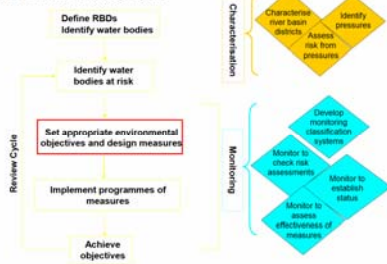 Define RBDs
Identify water bodies
Identify water
bodies at risk
Set appropriate environmental
objectives and design measures
Implement programmes of
measures
Achieve
objectives
Review Cycle
Characterisation
Characterise
river basin
districts
Identify
pressures
Assess
risk from
pressures
Monitoring
Develop
monitoring
classification
systems
Monitor to
check risk
assessments
Monitor to
establish
status
Monitor to
assess
effectiveness of
measures